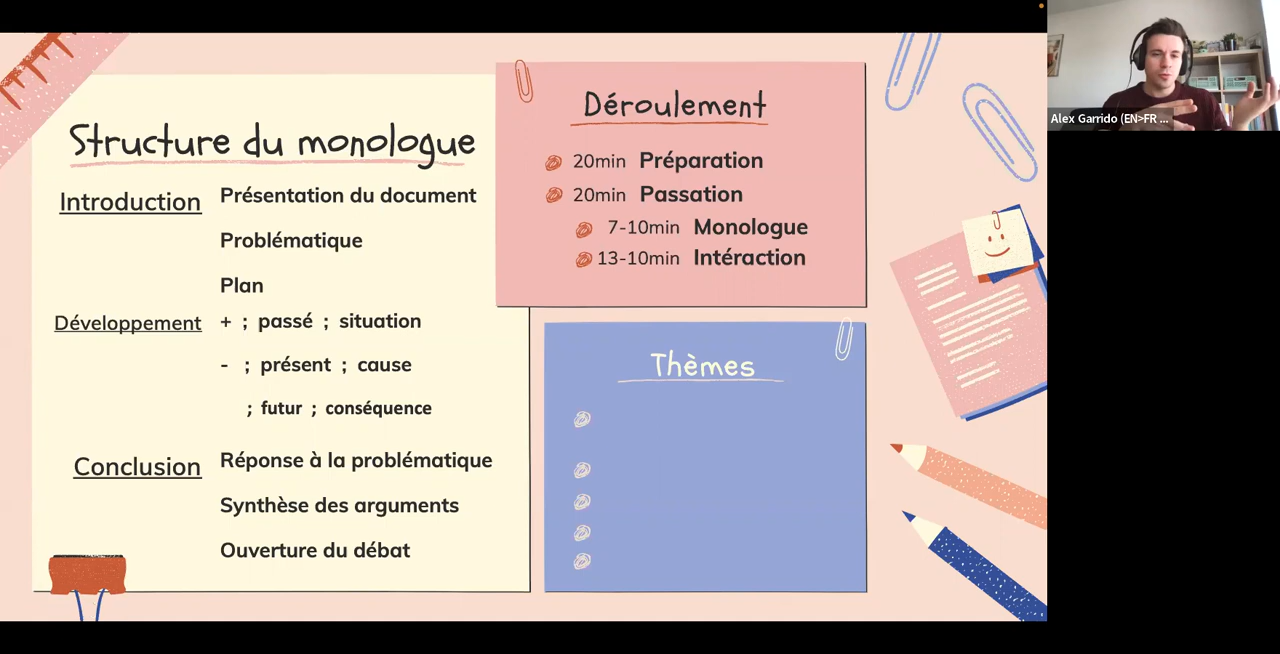 Structure du monologue
Introduction
Présentation du document
Problématique
Plan
Développement
+ ; passé ; situation
- ; présent ; cause
; futur ; conséquence
Conclusion
Réponse à la problématique
Synthèse des arguments
Ouverture du débat
Déroulement
20min Préparation
20min Passation
7-10min Monologue
13-10min Intéraction
Thèmes
Alex Garrido (EN>FR ...